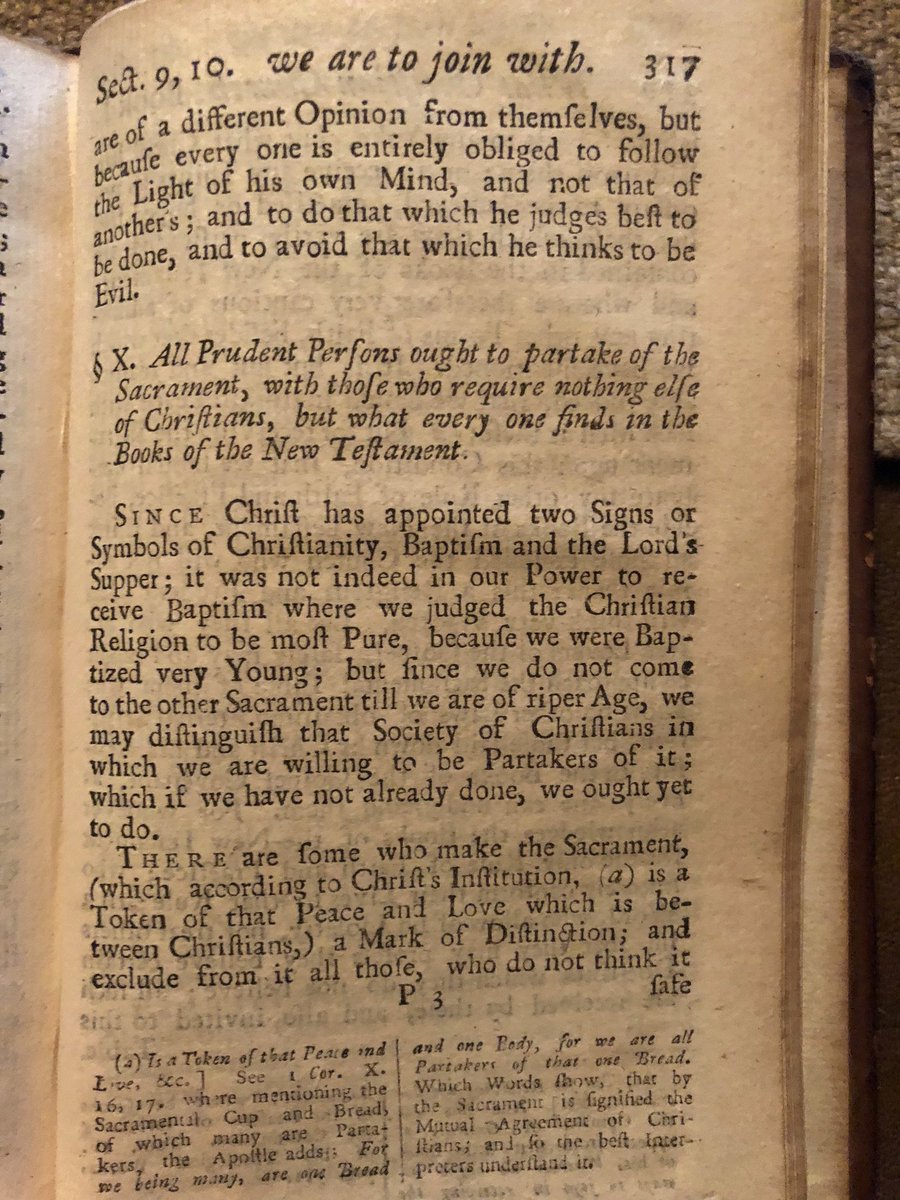 Sect. 9, 10. we are to join with. 317
are of a different Opinion from themſelves, but
becauſe every one is entirely obliged to follow
the Light of his own Mind, and not that of
another's; and to do that which he judges beſt to
be done, and to avoid that which he thinks to be
Evil.
§ X. All Prudent Perſons ought to partake of the
Sacrament, with thoſe who require nothing elſe
of Chriſtians, but what every one finds in the
Books of the New Teſtament.
SINCE Chriſt has appointed two Signs or
Symbols of Chriſtianity, Baptiſm and the Lord's
Supper; it was not indeed in our Power to re-
ceive Baptiſm where we judged the Chriſtian
Religion to be moſt Pure, becauſe we were Bap-
tized very Young; but ſince we do not come
to the other Sacrament till we are of riper Age, we
may diſtinguiſh that Society of Chriſtians in
which we are willing to be Partakers of it;
which if we have not already done, we ought yet
to do.
THERE are ſome who make the Sacrament,
(which according to Chriſt's Inſtitution, (a) is a
Token of that Peace and Love which is be-
tween Chriſtians,) a Mark of Diſtinction; and
exclude from it all thoſe, who do not think it
P 3 ſafe
(a) Is a Token of that Peace and
Love, &c.] See 1 Cor. X.
16, 17. where mentioning the
Sacramental Cup and Bread,
of which many are Parta-
kers, the Apoſtle adds; For
we being many, are one Bread
and one Body, for we are all
Partakers of that one Bread.
Which Words ſhow, that by
the Sacrament is ſignified the
Mutual Agreement of Chri-
ſtians; and ſo the beſt Inter-
preters underſtand it.